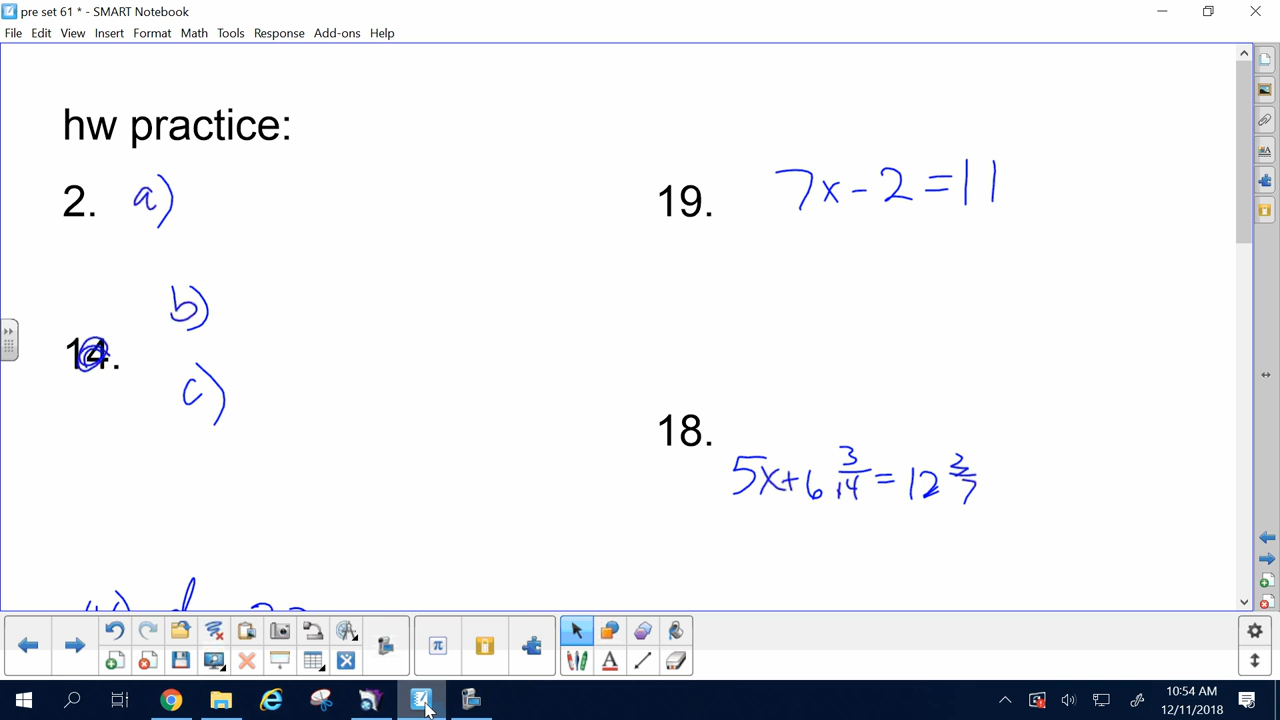 pre set 61 * - SMART Notebook
File Edit View Insert Format Math Tools Response Add-ons Help
hw practice:
2. a)
b)
14.
c)
19. 7x-2=11
18.
5x+6 3/14 = 12 2/7
10:54 AM
12/11/2018